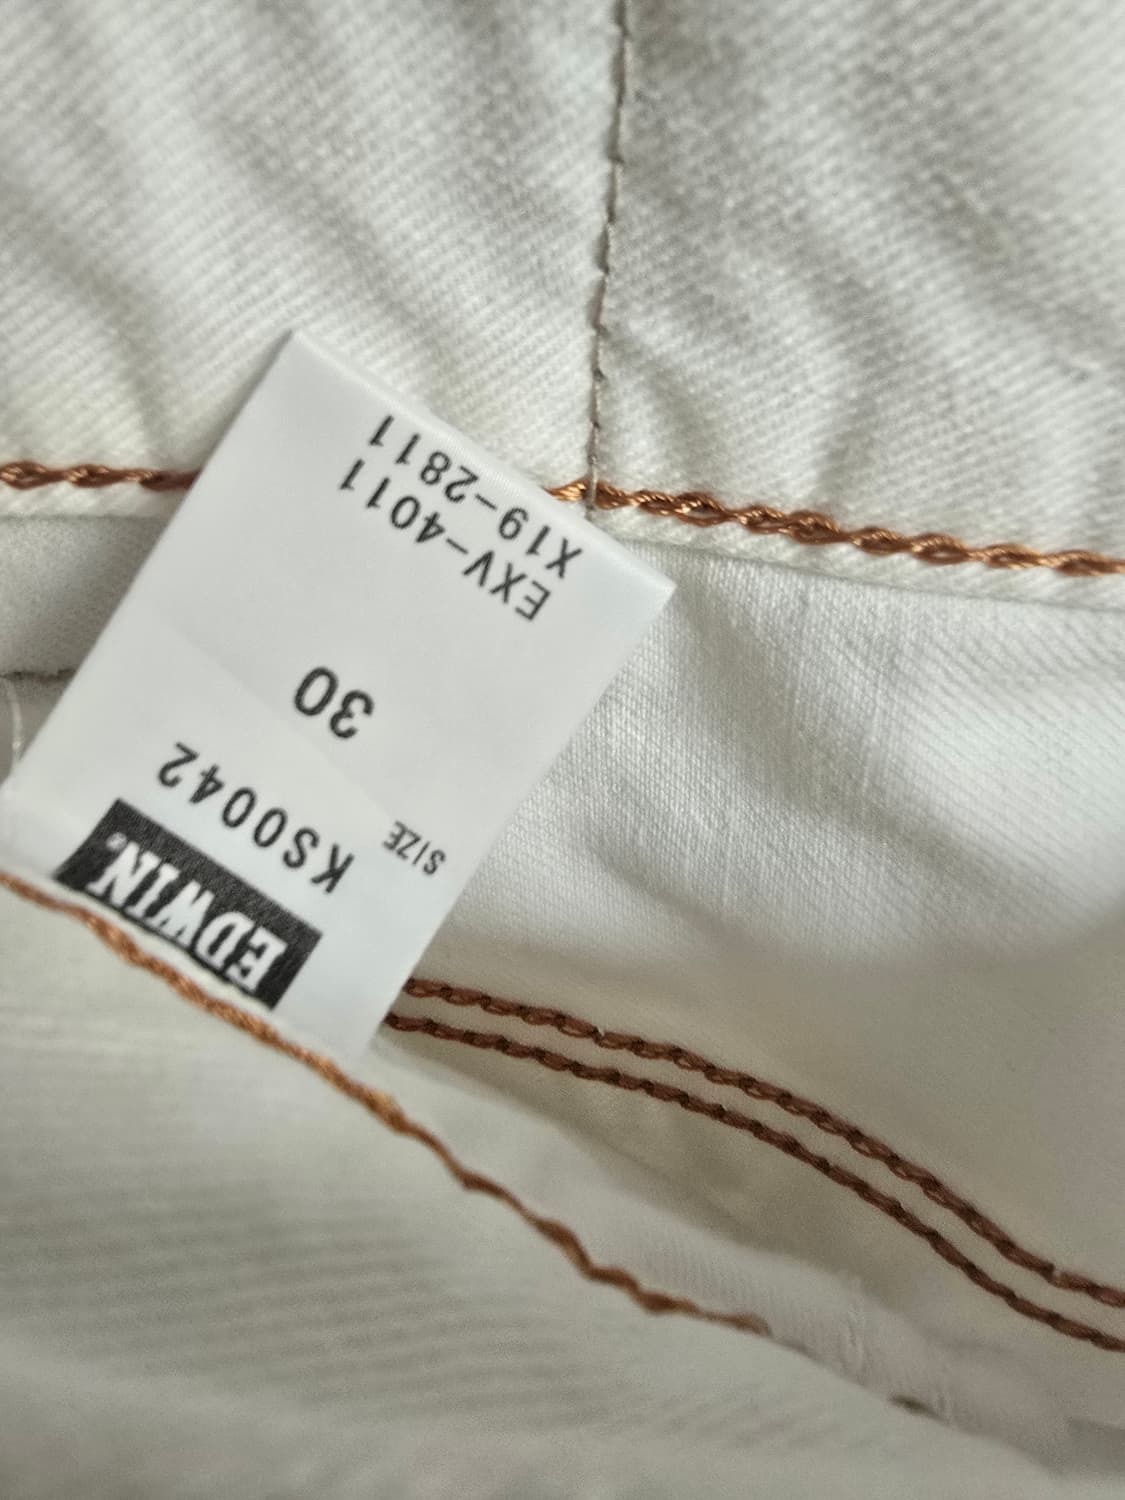 EDWIN®
KS0042
SIZE
30
EXV-4011
X19-2811